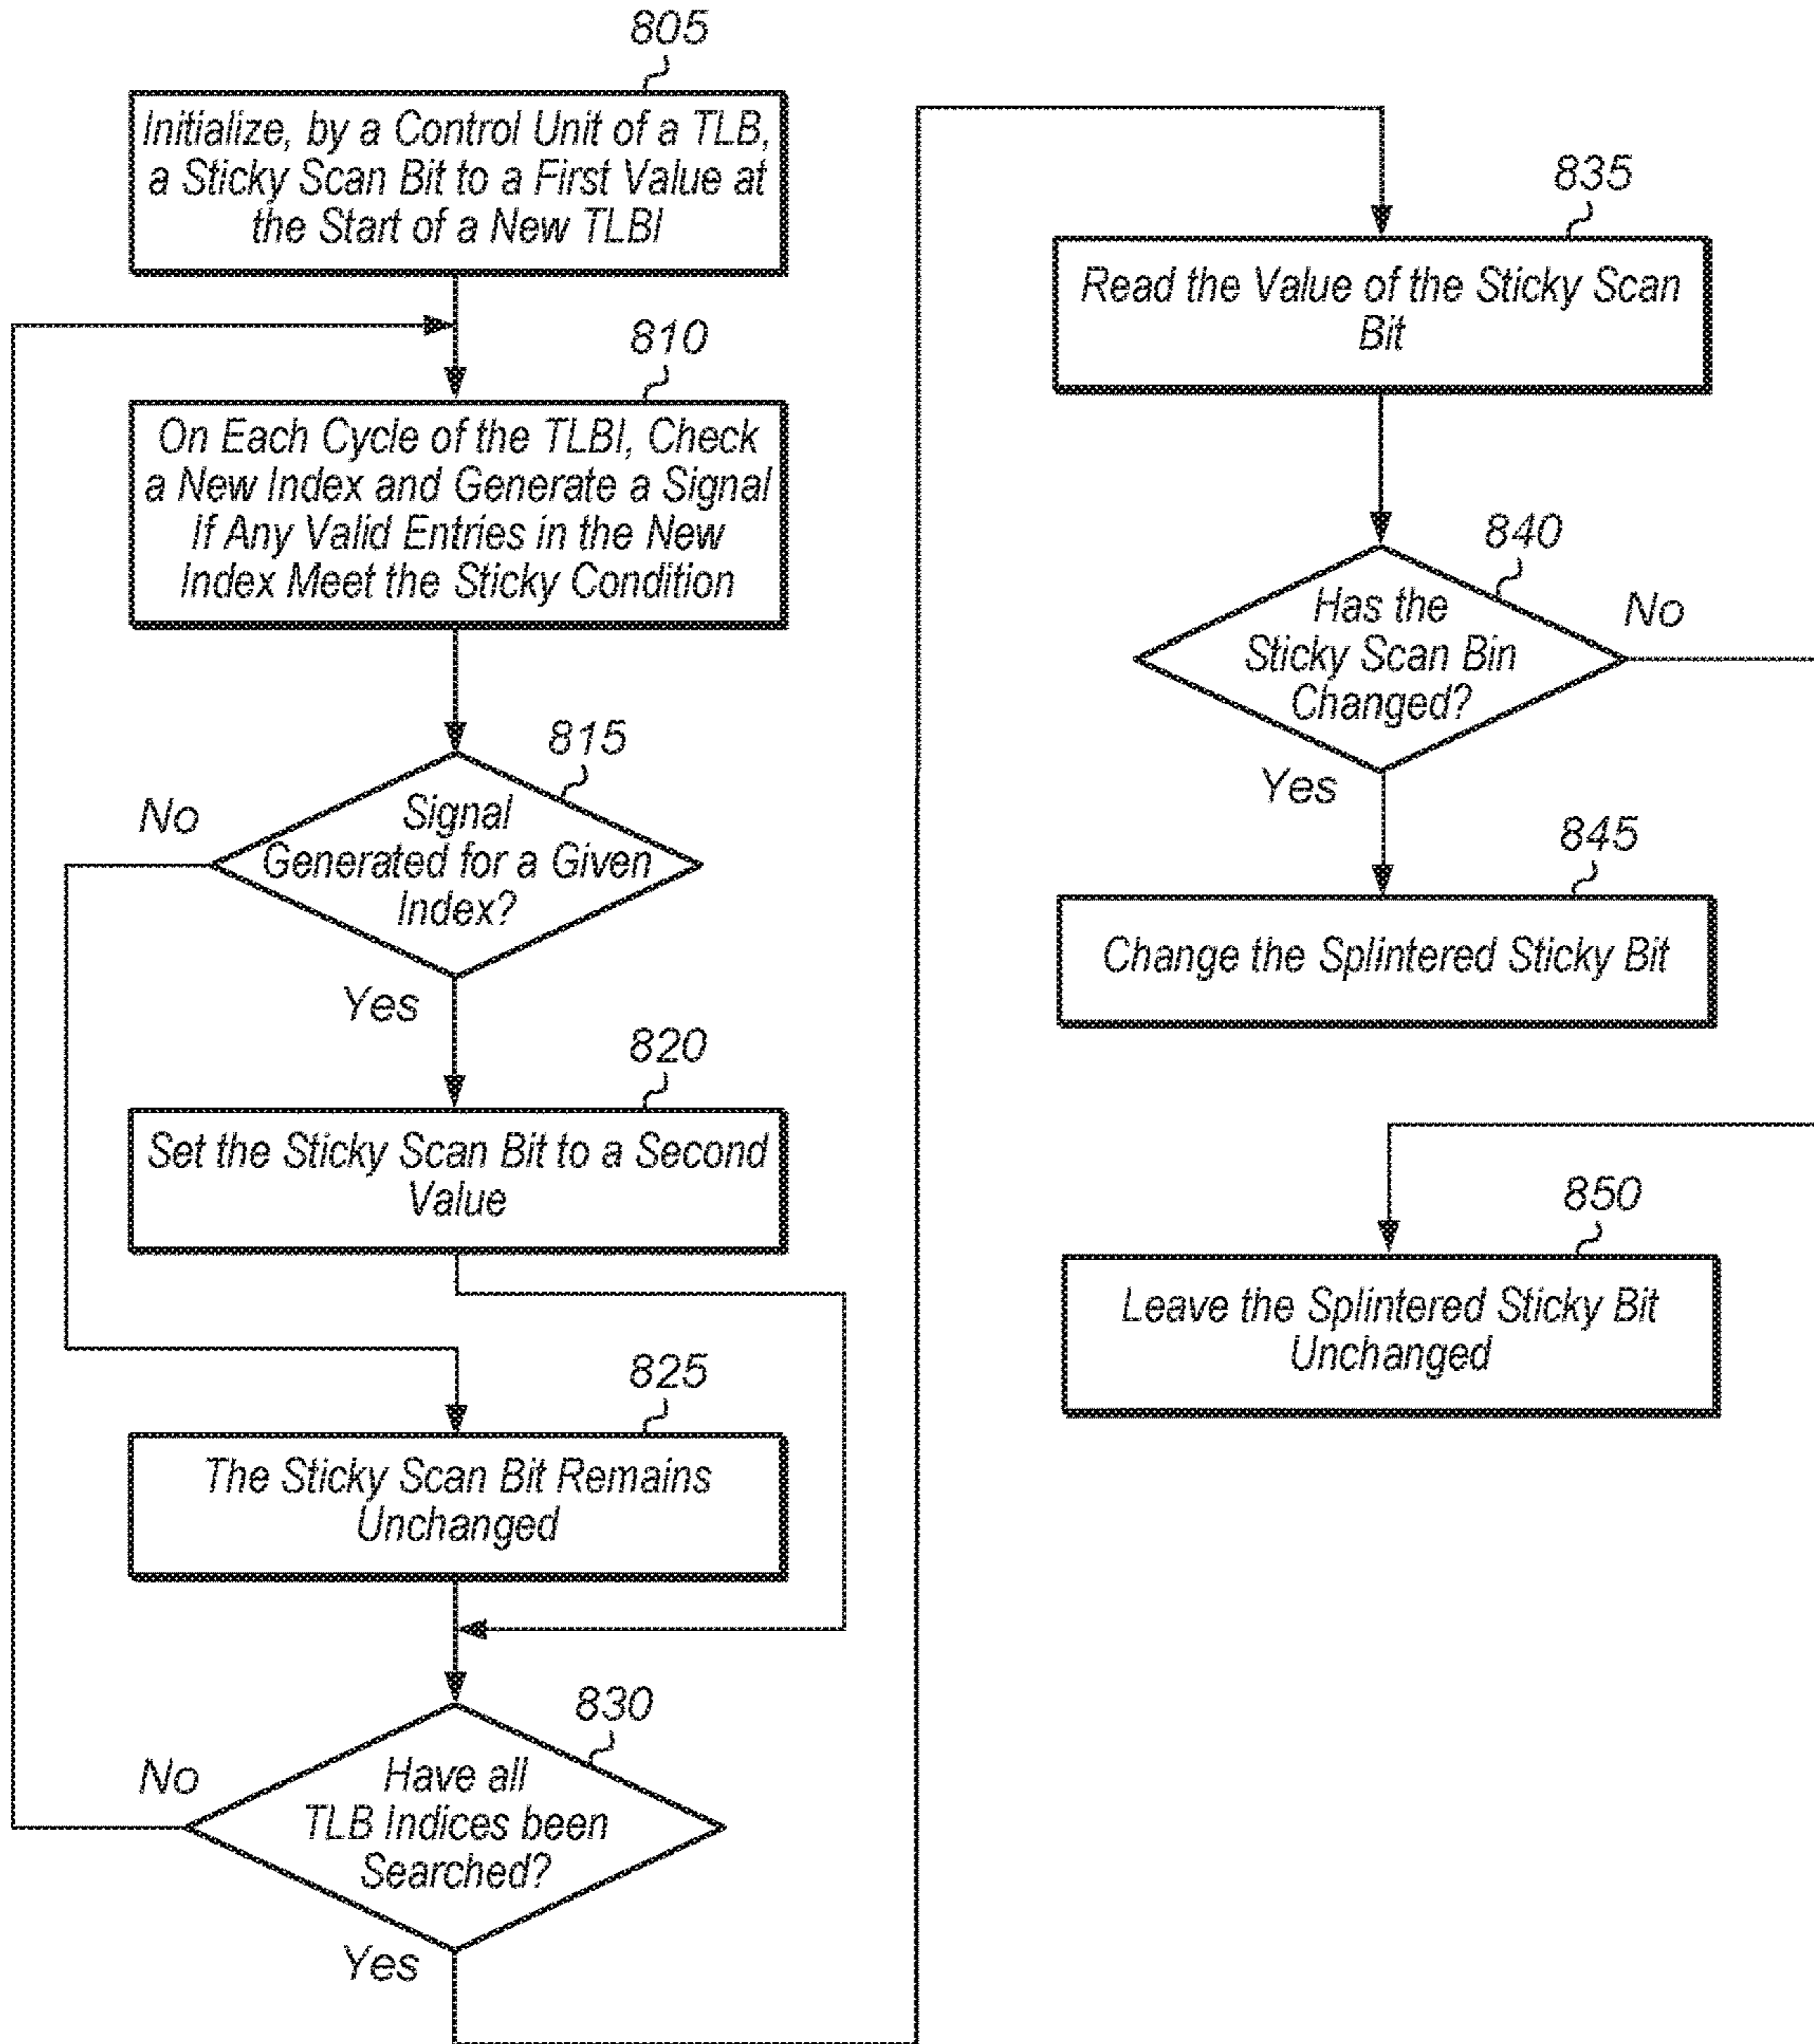 805
Initialize, by a Control Unit of a TLB,
a Sticky Scan Bit to a First Value at
the Start of a New TLBI
810
On Each Cycle of the TLBI, Check
a New Index and Generate a Signal
If Any Valid Entries in the New
Index Meet the Sticky Condition
815
No
Signal
Generated for a Given
Index?
Yes
820
Set the Sticky Scan Bit to a Second
Value
825
The Sticky Scan Bit Remains
Unchanged
830
No
Have all
TLB Indices been
Searched?
Yes
835
Read the Value of the Sticky Scan
Bit
840
Has the
Sticky Scan Bin
Changed?
No
Yes
845
Change the Splintered Sticky Bit
850
Leave the Splintered Sticky Bit
Unchanged